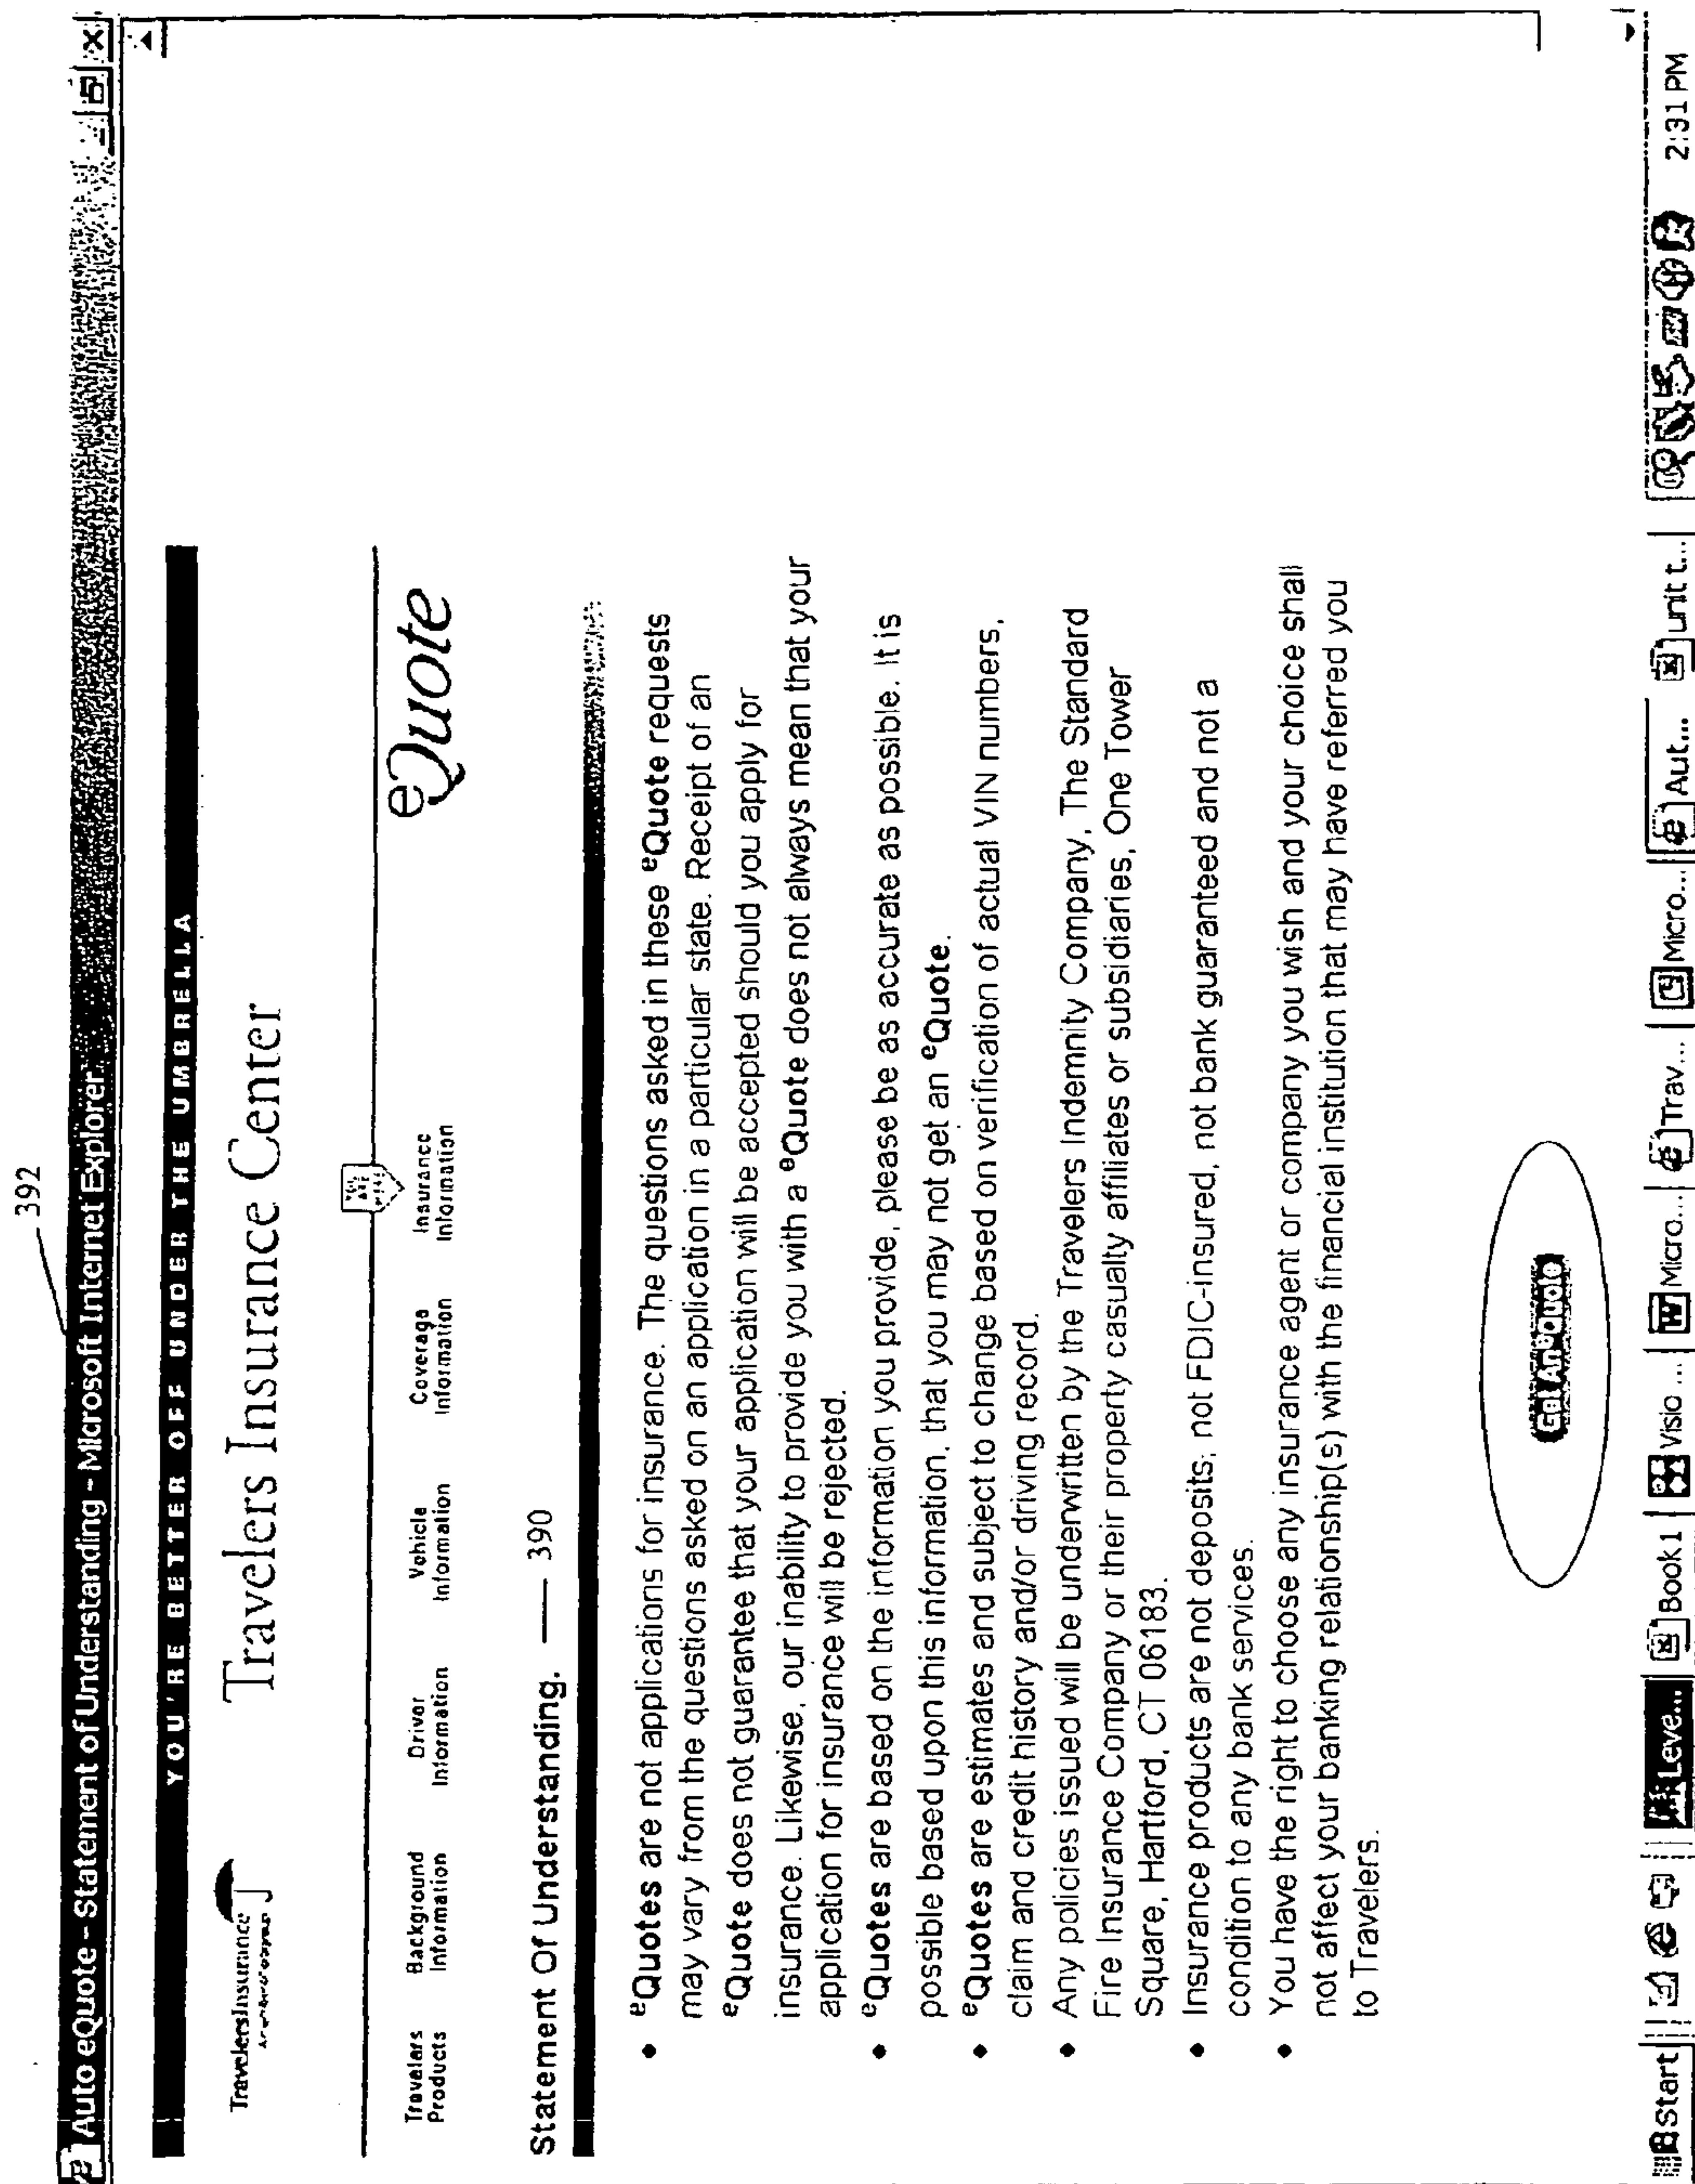 392
Auto eQuote - Statement of Understanding - Microsoft Internet Explorer
YOU'RE BETTER OFF UNDER THE UMBRELLA
TravelersInsurance
Travelers Insurance Center
YOU ARE HERE
Travelers Products
Background Information
Driver Information
Vehicle Information
Coverage Information
Insurance Information
eQuote
Statement Of Understanding. — 390
• eQuotes are not applications for insurance. The questions asked in these eQuote requests
may vary from the questions asked on an application in a particular state. Receipt of an
eQuote does not guarantee that your application will be accepted should you apply for
insurance. Likewise, our inability to provide you with a eQuote does not always mean that your
application for insurance will be rejected.
• eQuotes are based on the information you provide, please be as accurate as possible. It is
possible based upon this information, that you may not get an eQuote.
• eQuotes are estimates and subject to change based on verification of actual VIN numbers,
claim and credit history and/or driving record.
• Any policies issued will be underwritten by the Travelers Indemnity Company, The Standard
Fire Insurance Company or their property casualty affiliates or subsidiaries, One Tower
Square, Hartford, CT 06183.
• Insurance products are not deposits, not FDIC-insured, not bank guaranteed and not a
condition to any bank services.
• You have the right to choose any insurance agent or company you wish and your choice shall
not affect your banking relationship(s) with the financial institution that may have referred you
to Travelers.
Get An eQuote
Start Leve... Book1 Visio ... Micro... Trav... Micro... Aut... unit t... 2:31 PM